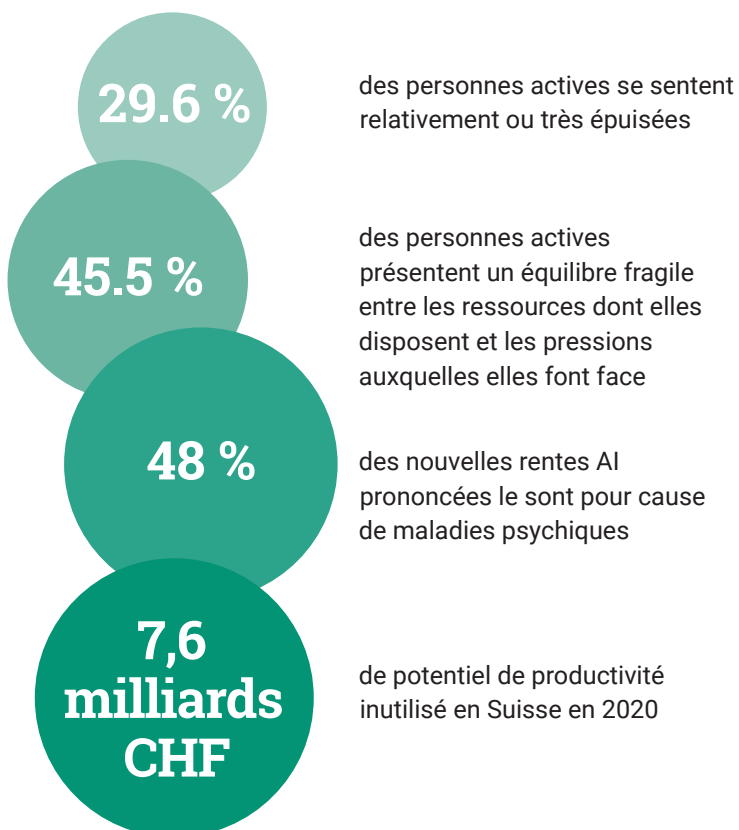 29.6 %
des personnes actives se sentent
relativement ou très épuisées
45.5 %
des personnes actives
présentent un équilibre fragile
entre les ressources dont elles
disposent et les pressions
auxquelles elles font face
48 %
des nouvelles rentes AI
prononcées le sont pour cause
de maladies psychiques
7,6
milliards
CHF
de potentiel de productivité
inutilisé en Suisse en 2020